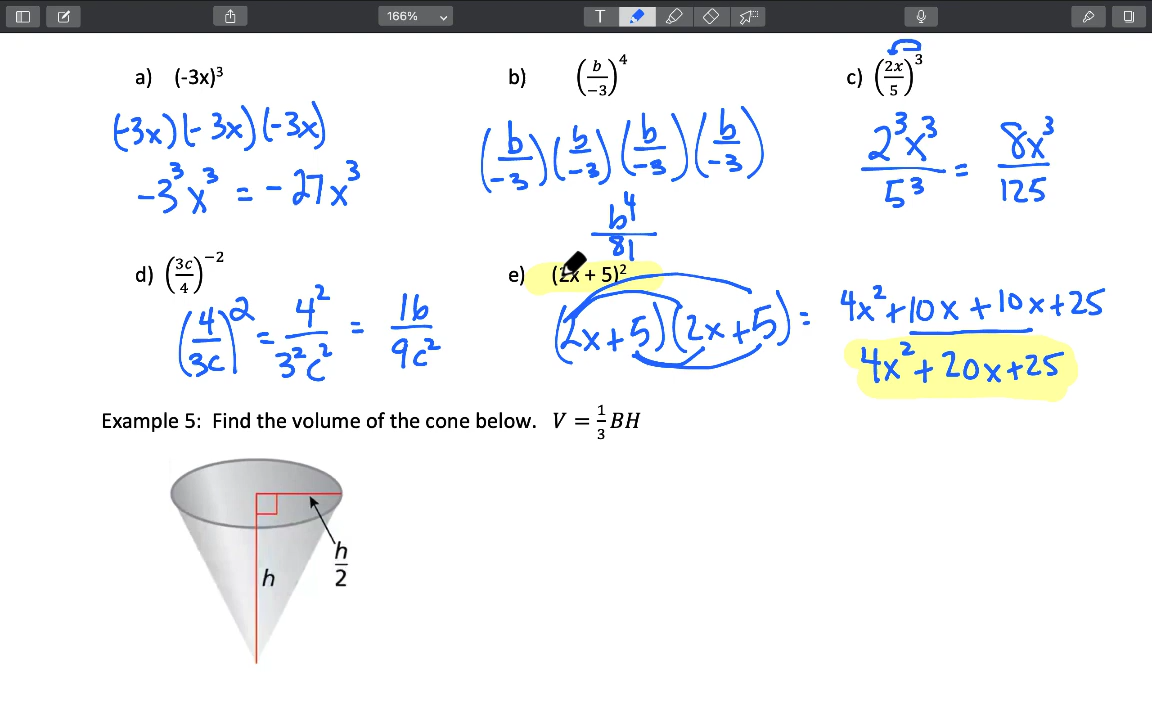 166%
T
a) (-3x)³
b) (b/−3)⁴
c) (2x/5)³
(-3x)(-3x)(-3x)
(b/-3)(b/-3)(b/-3)(b/-3)
2³x³/5³ = 8x³/125
-3³x³ = -27x³
b⁴/81
d) (3c/4)⁻²
e) (2x + 5)²
(4/3c)² = 4²/3²c² = 16/9c²
(2x+5)(2x+5) = 4x²+10x+10x+25
4x²+20x+25
Example 5: Find the volume of the cone below. V = 1/3 BH
h/2
h